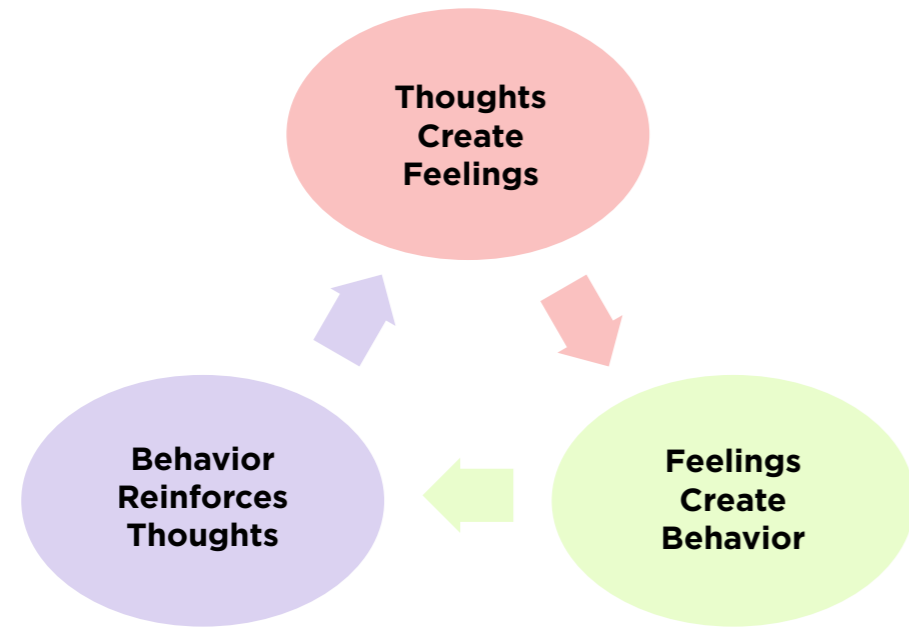 Thoughts
Create
Feelings
Feelings
Create
Behavior
Behavior
Reinforces
Thoughts